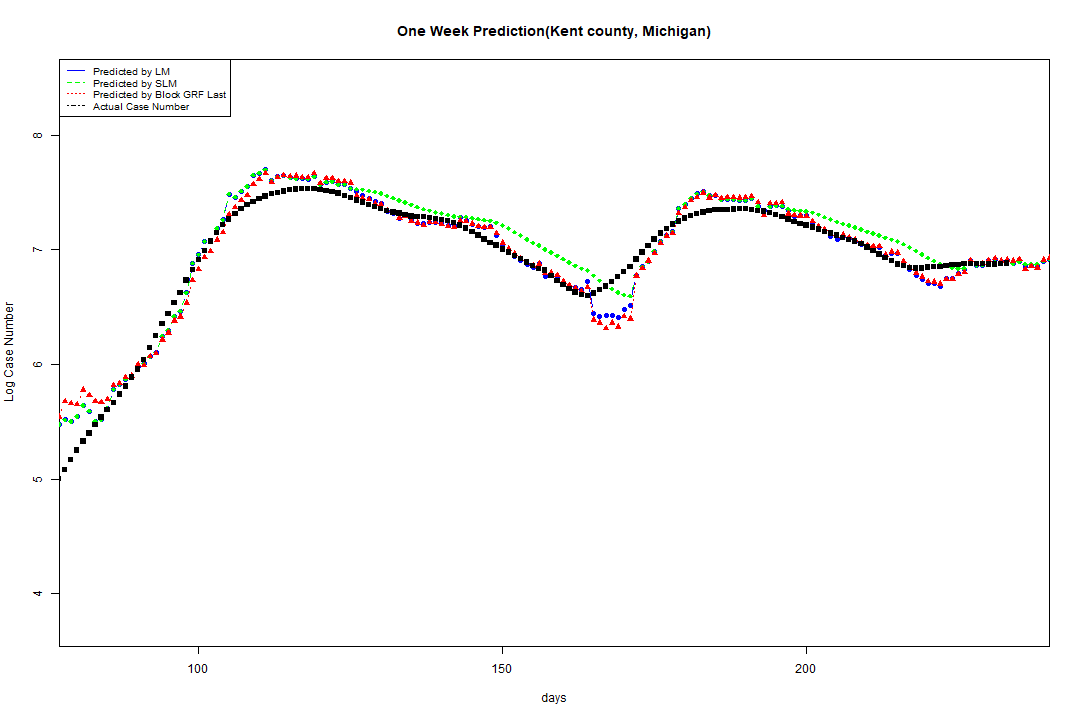 One Week Prediction(Kent county, Michigan)
Predicted by LM
Predicted by SLM
Predicted by Block GRF Last
Actual Case Number
8
7
6
5
4
Log Case Number
100 150 200
days